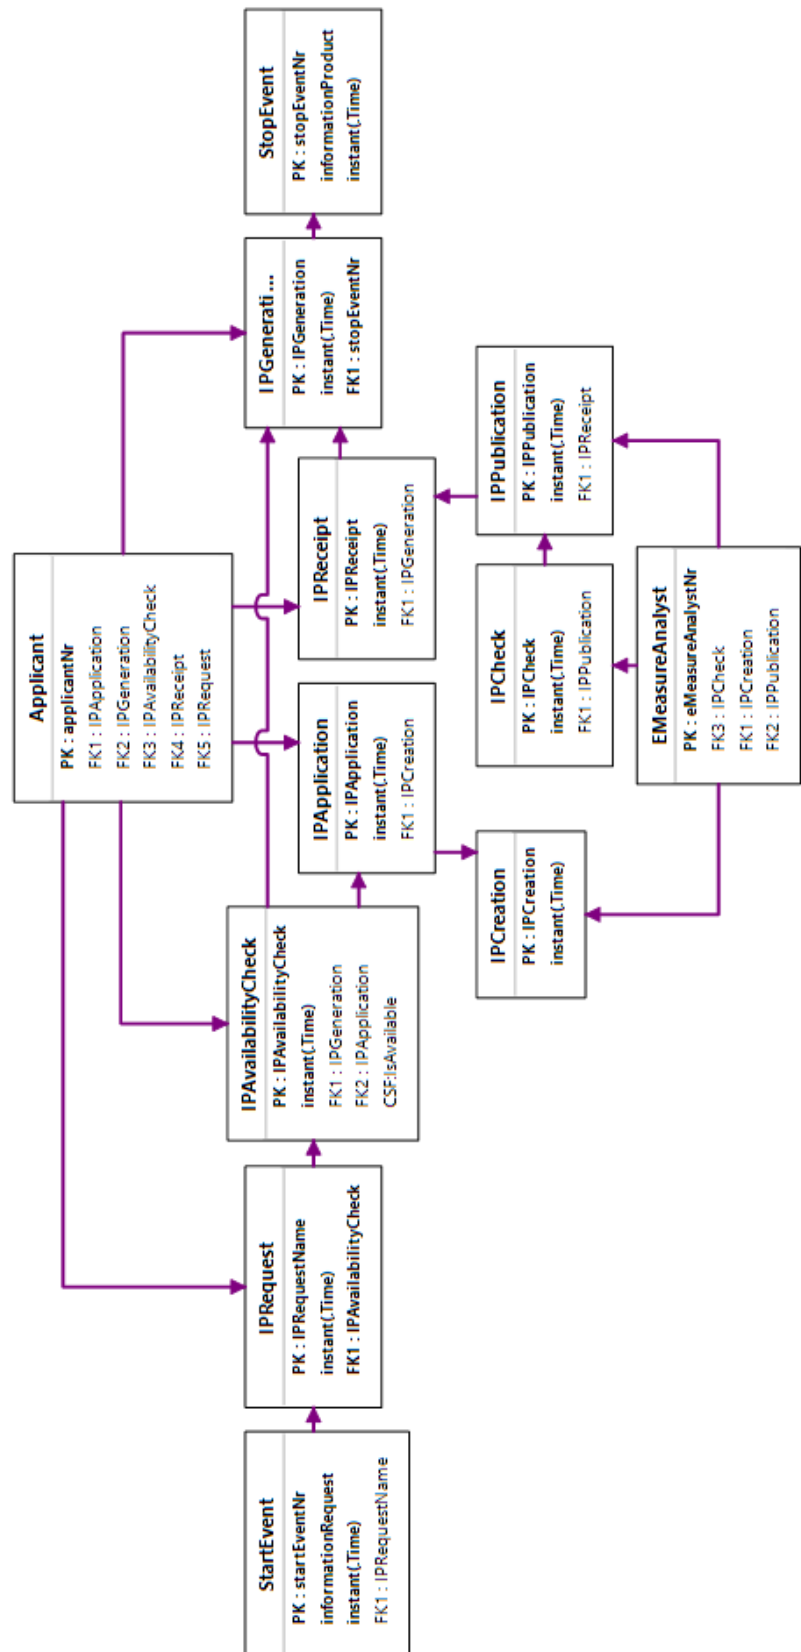 Applicant
PK : applicantNr
FK1 : IPApplication
FK2 : IPGeneration
FK3 : IPAvailabilityCheck
FK4 : IPReceipt
FK5 : IPRequest
StartEvent
PK : startEventNr
informationRequest
instant(.Time)
FK1 : IPRequestName
IPRequest
PK : IPRequestName
instant(.Time)
FK1 : IPAvailabilityCheck
IPAvailabilityCheck
PK : IPAvailabilityCheck
instant(.Time)
FK1 : IPGeneration
FK2 : IPApplication
CSF:IsAvailable
IPApplication
PK : IPApplication
instant(.Time)
FK1 : IPCreation
IPReceipt
PK : IPReceipt
instant(.Time)
FK1 : IPGeneration
IPGenerati...
PK : IPGeneration
instant(.Time)
FK1 : stopEventNr
StopEvent
PK : stopEventNr
informationProduct
instant(.Time)
IPCreation
PK : IPCreation
instant(.Time)
IPCheck
PK : IPCheck
instant(.Time)
FK1 : IPPublication
IPPublication
PK : IPPublication
instant(.Time)
FK1 : IPReceipt
EMeasureAnalyst
PK : eMeasureAnalystNr
FK3 : IPCheck
FK1 : IPCreation
FK2 : IPPublication